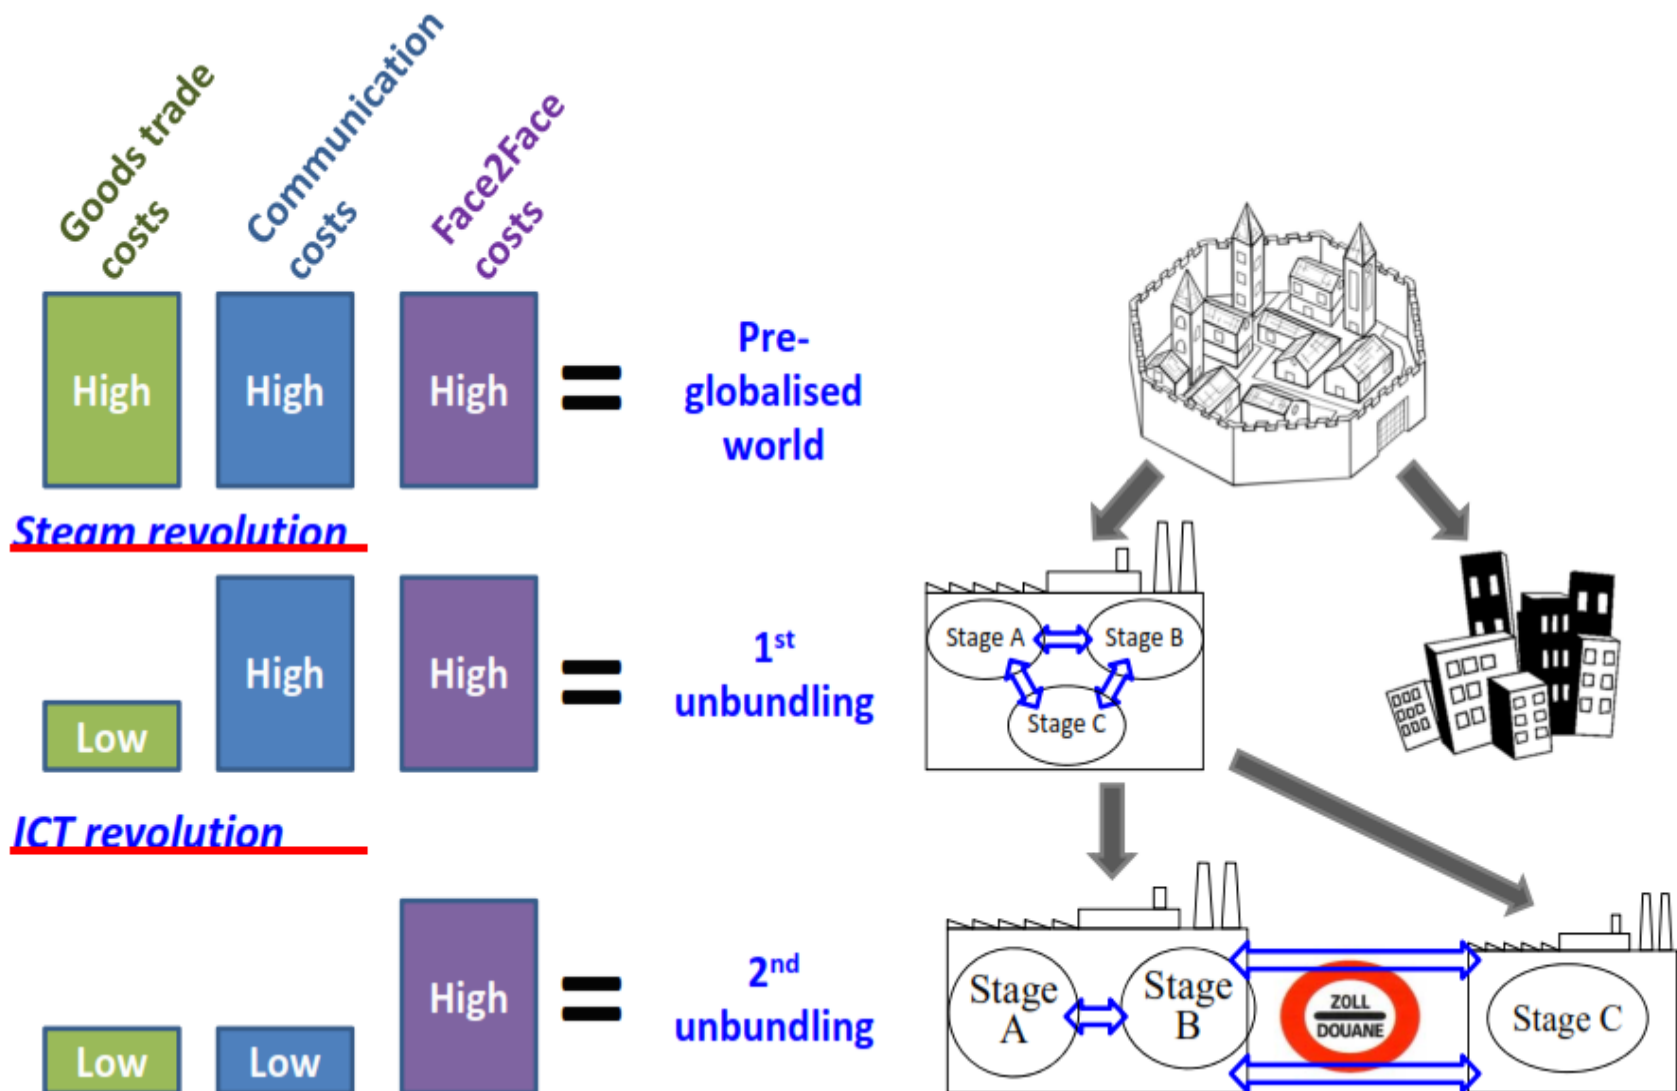 Goods trade
costs
Communication
costs
Face2Face
costs
High
High
High
=
Pre-
globalised
world
Steam revolution
Low
High
High
=
1st
unbundling
Stage A
Stage B
Stage C
ICT revolution
Low
Low
High
=
2nd
unbundling
Stage
A
Stage
B
ZOLL
DOUANE
Stage C